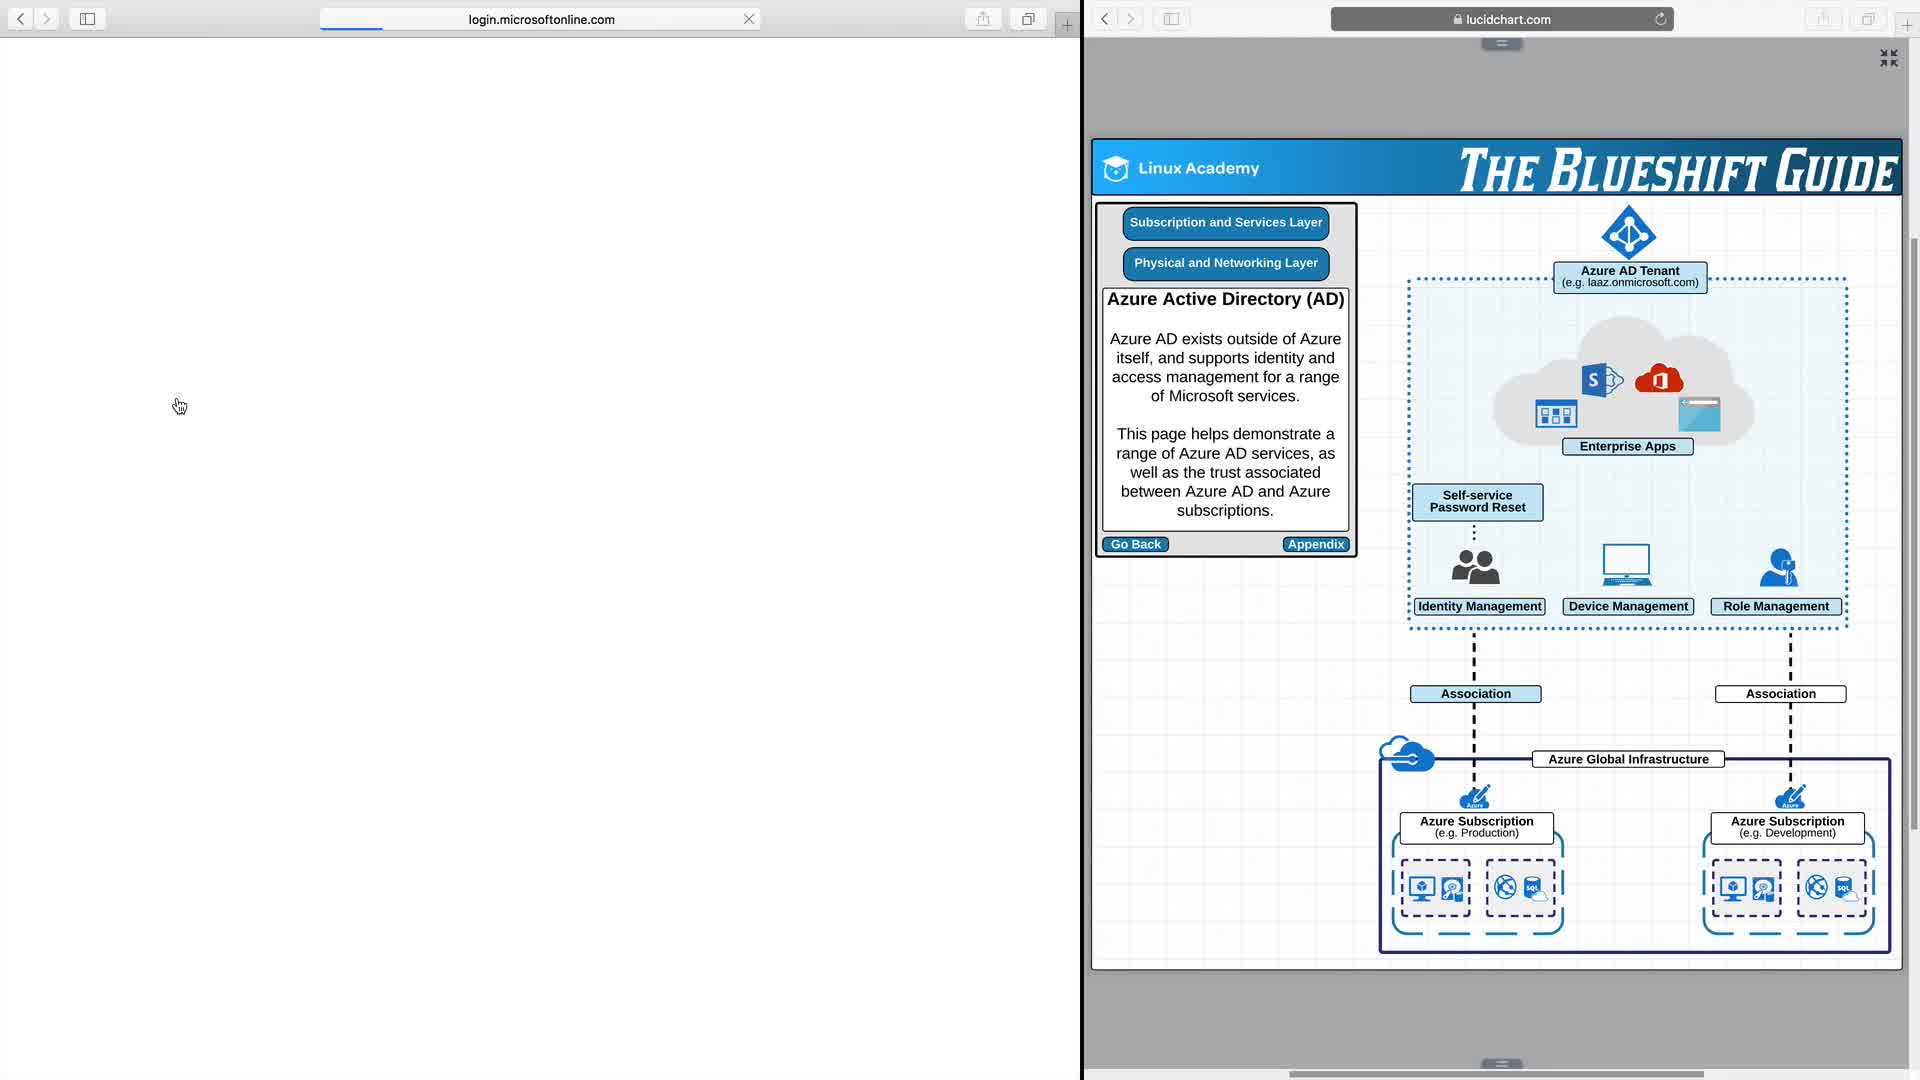 login.microsoftonline.com
lucidchart.com
Linux Academy
THE BLUESHIFT GUIDE
Subscription and Services Layer
Physical and Networking Layer
Azure Active Directory (AD)
Azure AD exists outside of Azure
itself, and supports identity and
access management for a range
of Microsoft services.
This page helps demonstrate a
range of Azure AD services, as
well as the trust associated
between Azure AD and Azure
subscriptions.
Go Back
Appendix
Azure AD Tenant
(e.g. laaz.onmicrosoft.com)
S
Enterprise Apps
Self-service
Password Reset
Identity Management
Device Management
Role Management
Association
Association
Azure Global Infrastructure
Azure
Azure
Azure Subscription
(e.g. Production)
Azure Subscription
(e.g. Development)
SQL
SQL